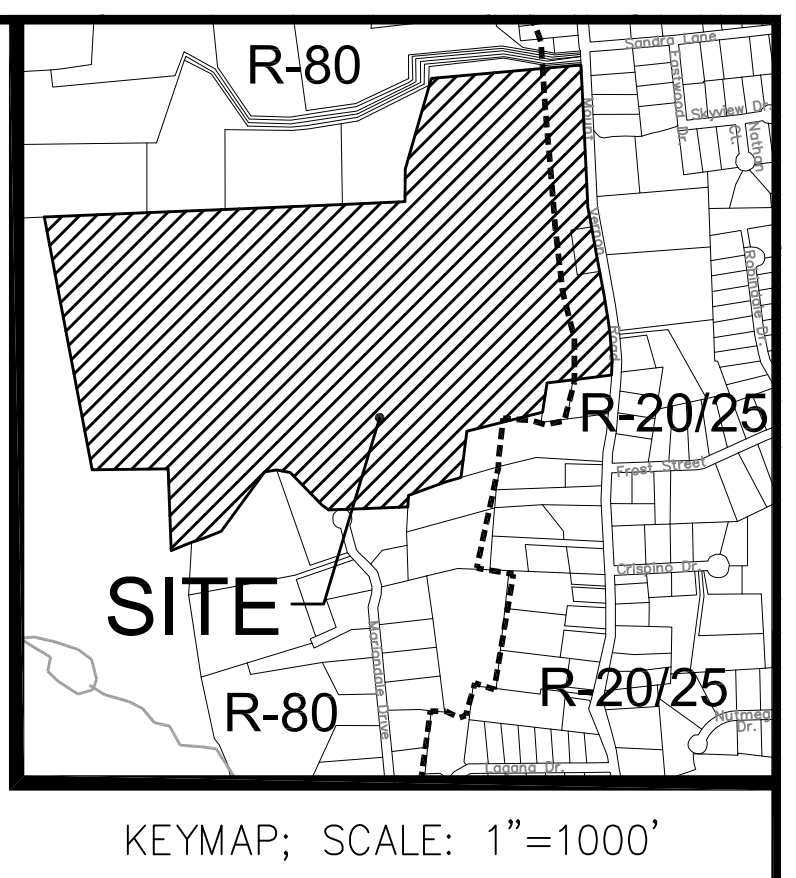 R-80
Sandra Lane
Eastwood Dr.
Skyview Dr.
Nathan Ct.
Mount Vernon Road
Robindale Dr.
R-20/25
Frost Street
SITE
Crispino Dr.
Mariondale Drive
R-80
R-20/25
Nutmeg Dr.
Lagana Dr.
KEYMAP; SCALE: 1"=1000'